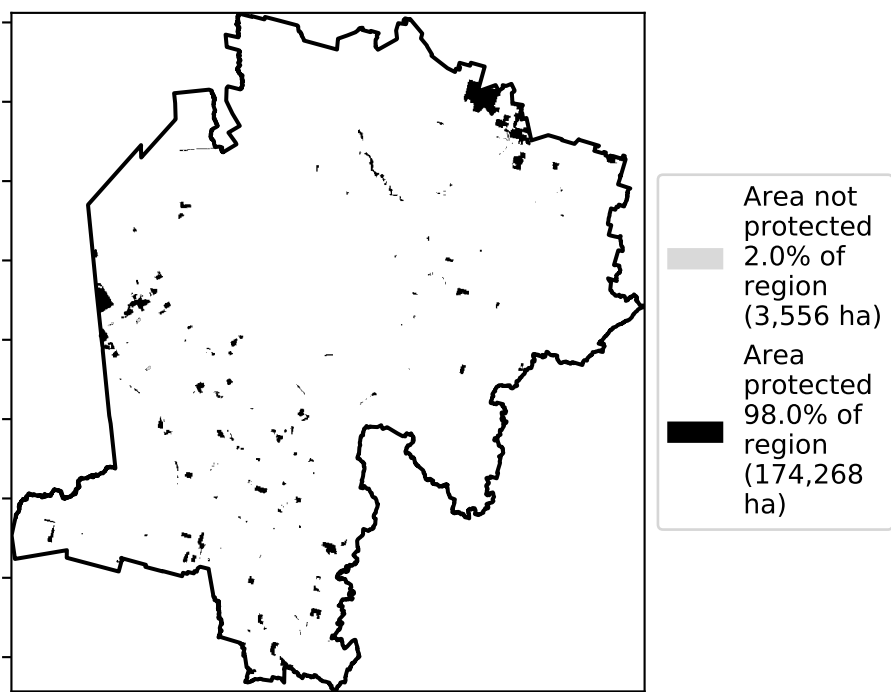 Area not
protected
2.0% of
region
(3,556 ha)
Area
protected
98.0% of
region
(174,268
ha)